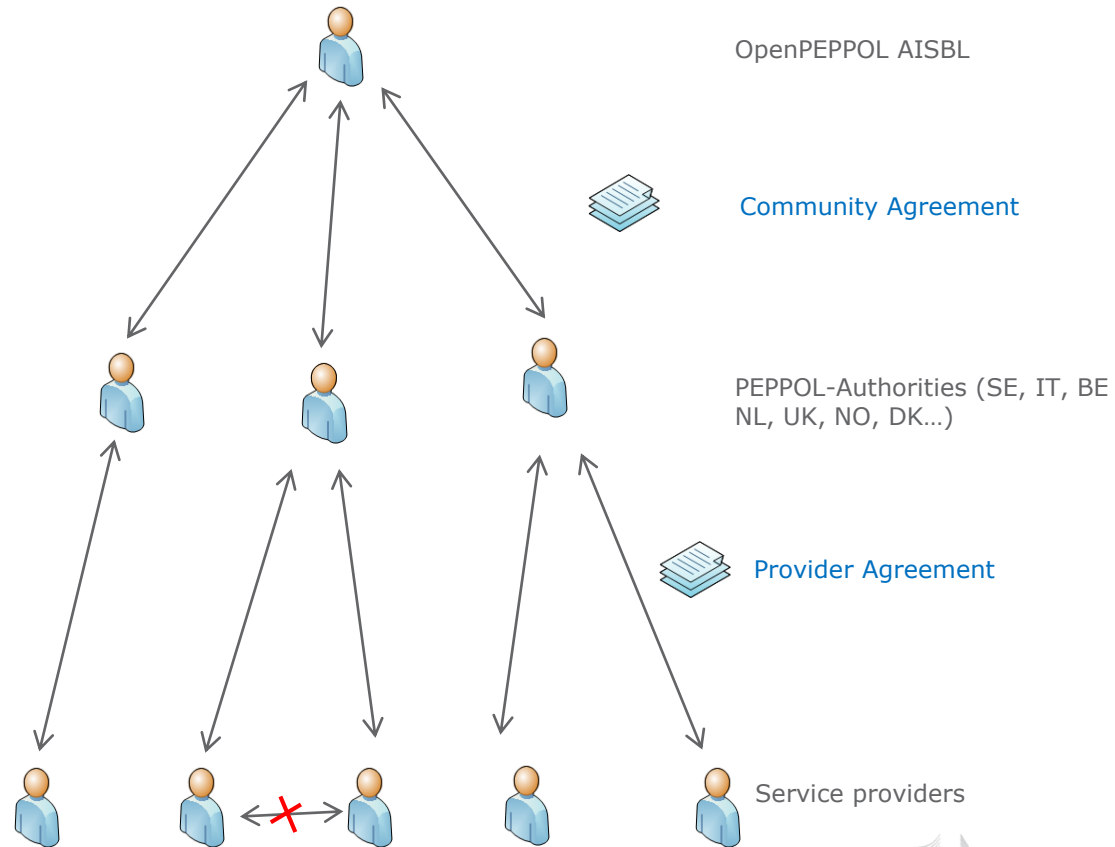 OpenPEPPOL AISBL
Community Agreement
PEPPOL-Authorities (SE, IT, BE
NL, UK, NO, DK…)
Provider Agreement
Service providers